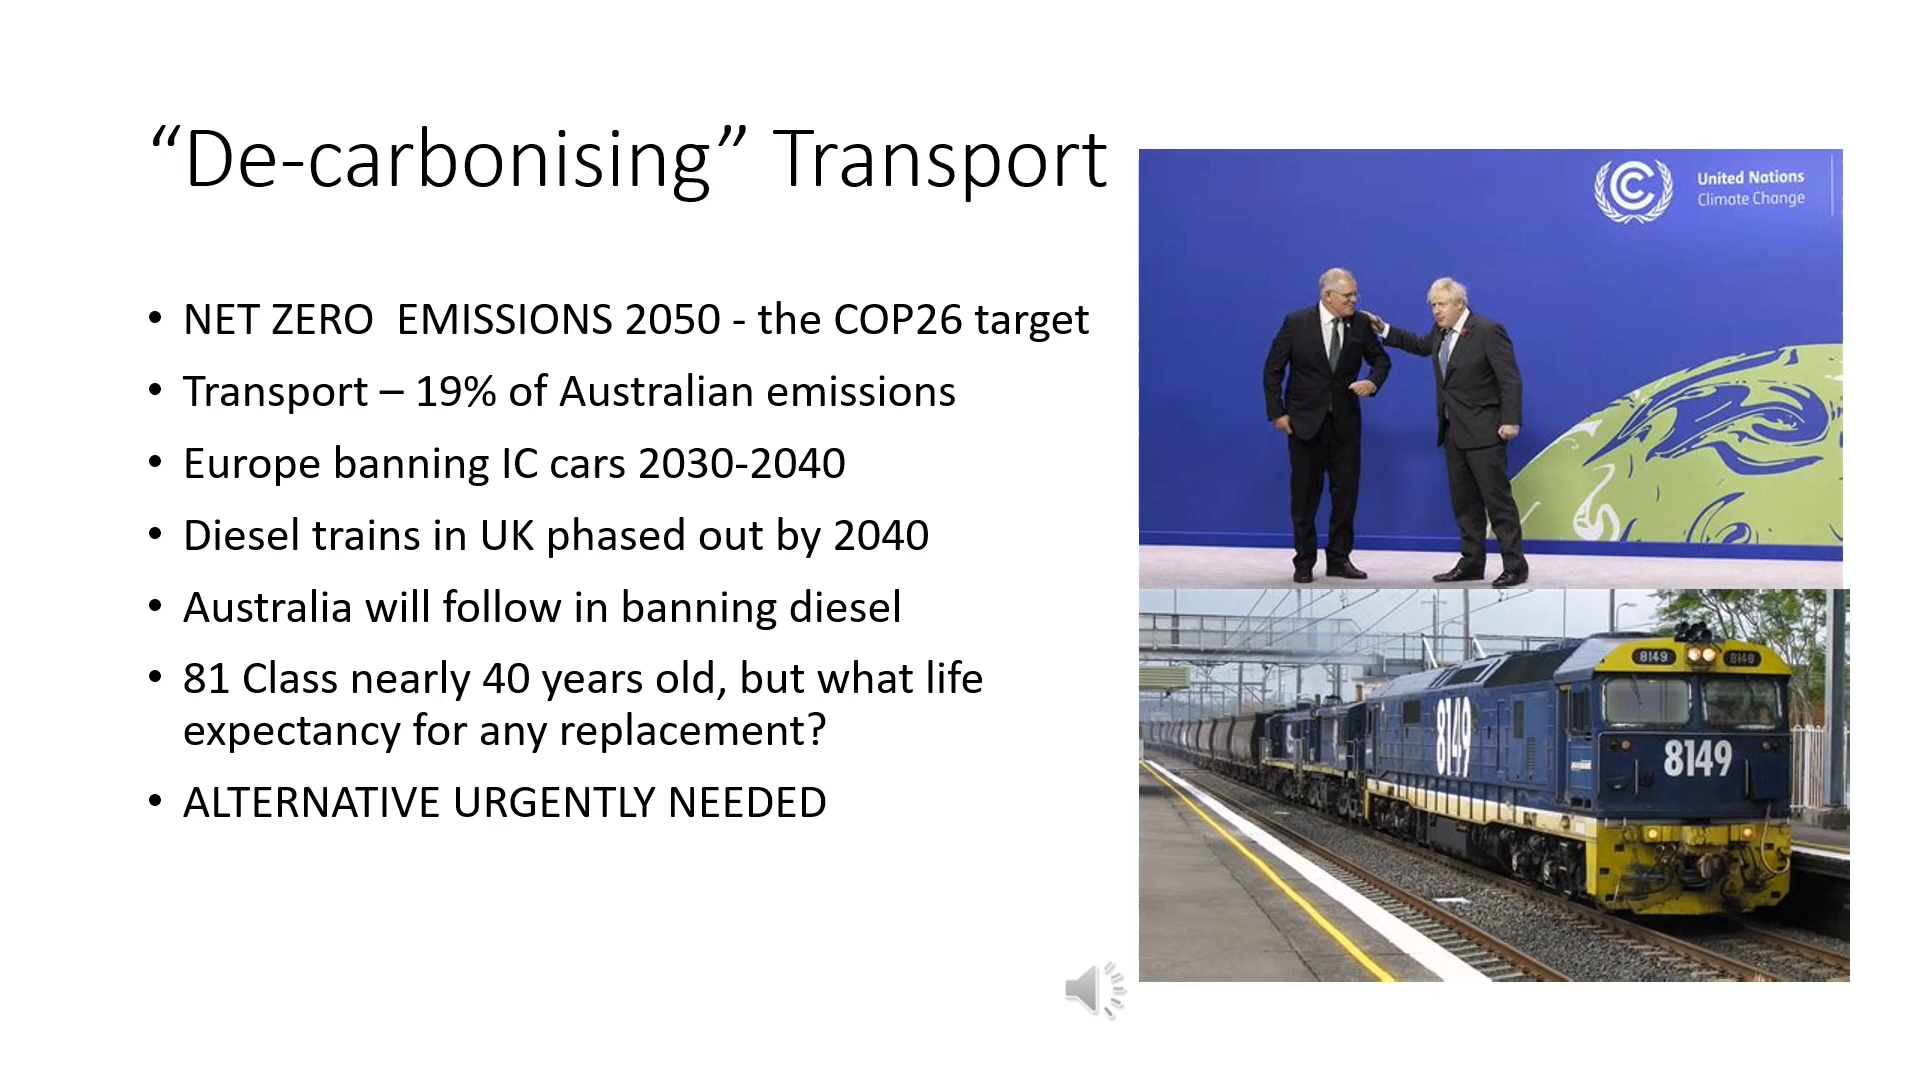 “De-carbonising” Transport
• NET ZERO  EMISSIONS 2050 - the COP26 target
• Transport – 19% of Australian emissions
• Europe banning IC cars 2030-2040
• Diesel trains in UK phased out by 2040
• Australia will follow in banning diesel
• 81 Class nearly 40 years old, but what life
expectancy for any replacement?
• ALTERNATIVE URGENTLY NEEDED
United Nations
Climate Change
8149
8149
8149
8149